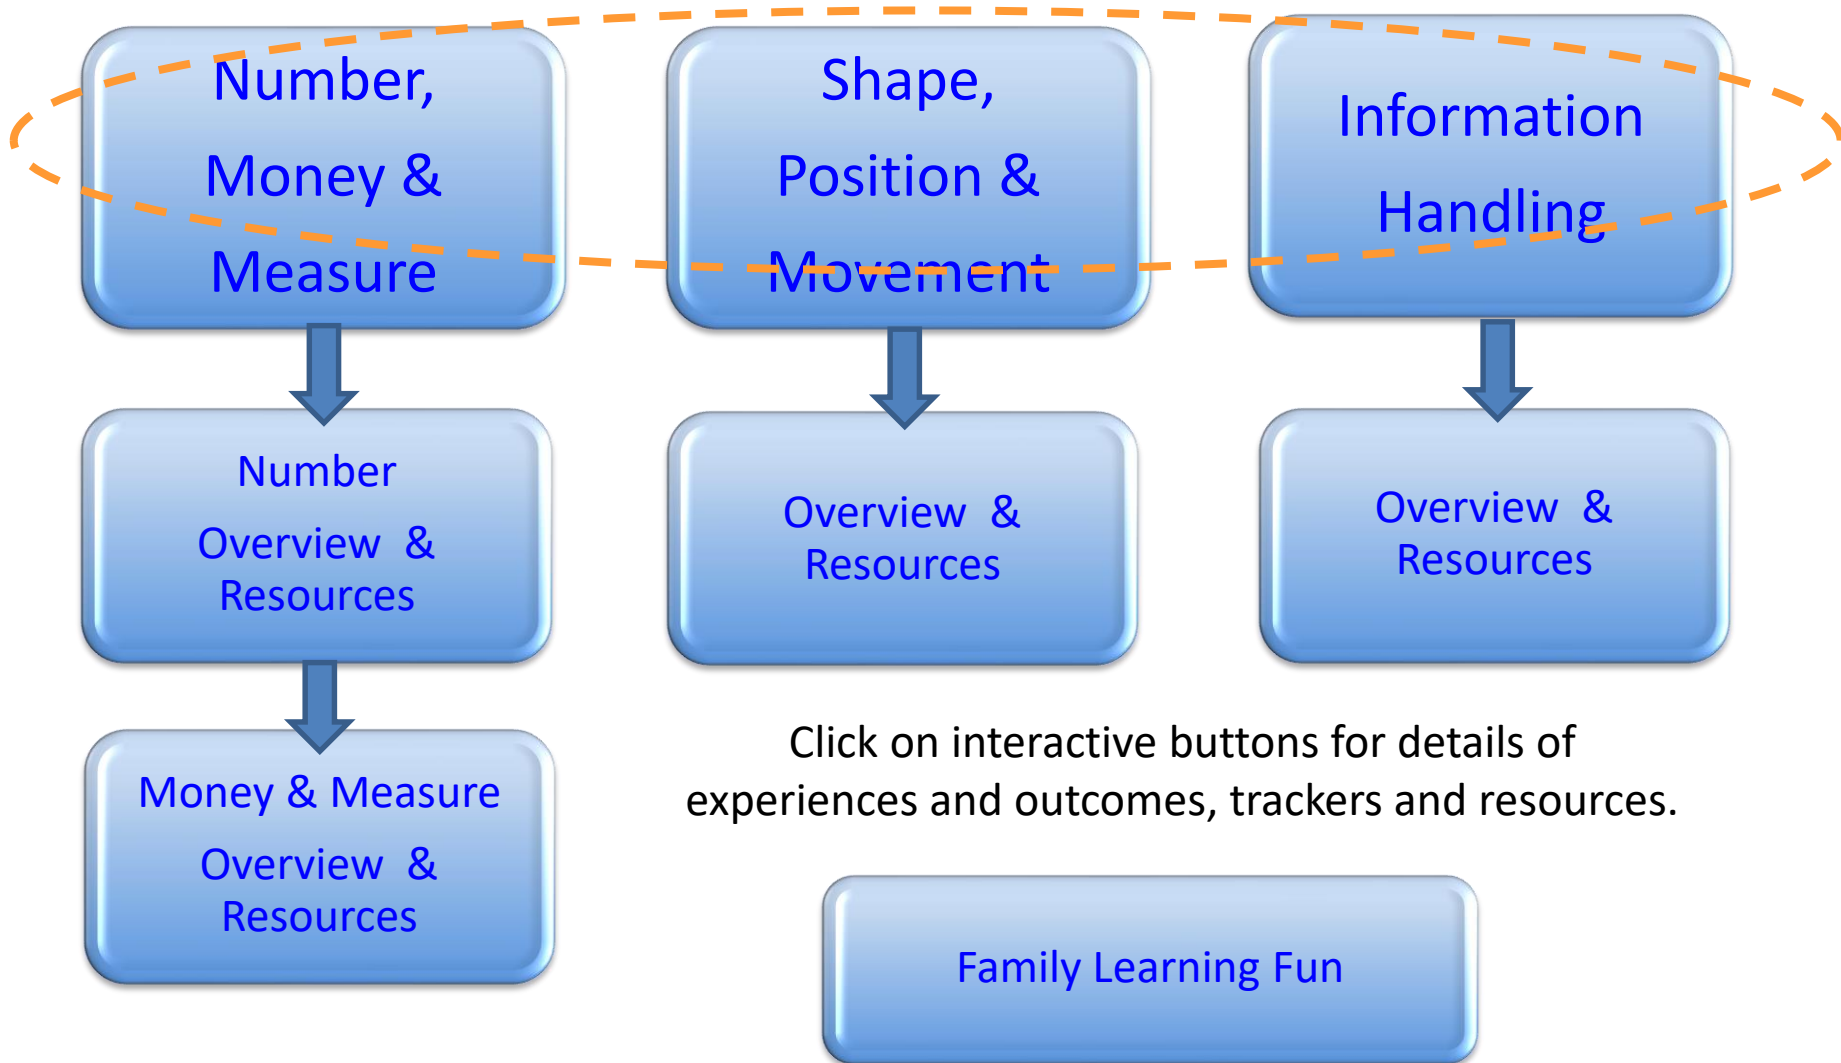 Number,
Money &
Measure
Shape,
Position &
Movement
Information
Handling
Number
Overview &
Resources
Overview &
Resources
Overview &
Resources
Money & Measure
Overview &
Resources
Click on interactive buttons for details of
experiences and outcomes, trackers and resources.
Family Learning Fun